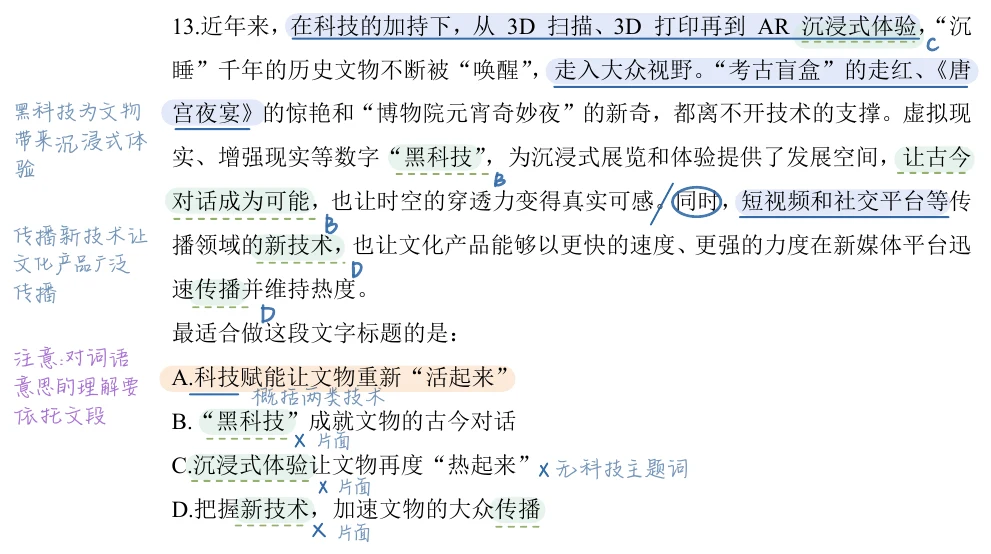 13.近年来，在科技的加持下，从 3D 扫描、3D 打印再到 AR 沉浸式体验，“沉
C
睡”千年的历史文物不断被“唤醒”，走入大众视野。“考古盲盒”的走红、《唐
黑科技为文物
带来沉浸式体
验
宫夜宴》的惊艳和“博物院元宵奇妙夜”的新奇，都离不开技术的支撑。虚拟现
实、增强现实等数字“黑科技”，为沉浸式展览和体验提供了发展空间，让古今
B
对话成为可能，也让时空的穿透力变得真实可感。同时，短视频和社交平台等传
B
传播新技术让
文化产品广泛
传播
播领域的新技术，也让文化产品能够以更快的速度、更强的力度在新媒体平台迅
D
速传播并维持热度。
D
最适合做这段文字标题的是：
注意:对词语
意思的理解要
依托文段
A.科技赋能让文物重新“活起来”
概括两类技术
B.“黑科技”成就文物的古今对话
x 片面
C.沉浸式体验让文物再度“热起来” x 无科技主题词
x 片面
D.把握新技术，加速文物的大众传播
x 片面